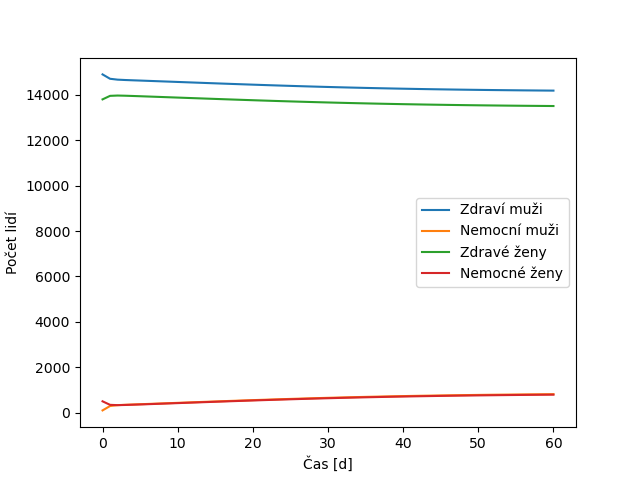 14000
12000
10000
8000
6000
4000
2000
0
Počet lidí
Zdraví muži
Nemocní muži
Zdravé ženy
Nemocné ženy
0 10 20 30 40 50 60
Čas [d]